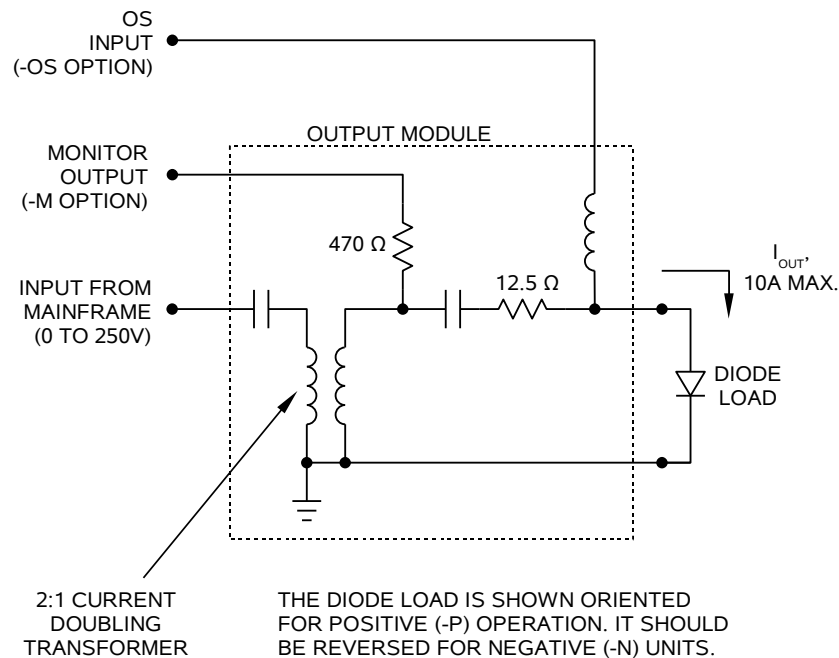 OS
INPUT
(-OS OPTION)
OUTPUT MODULE
MONITOR
OUTPUT
(-M OPTION)
470 Ω
12.5 Ω
I_OUT,
10A MAX.
INPUT FROM
MAINFRAME
(0 TO 250V)
DIODE
LOAD
2:1 CURRENT
DOUBLING
TRANSFORMER
THE DIODE LOAD IS SHOWN ORIENTED
FOR POSITIVE (-P) OPERATION. IT SHOULD
BE REVERSED FOR NEGATIVE (-N) UNITS.